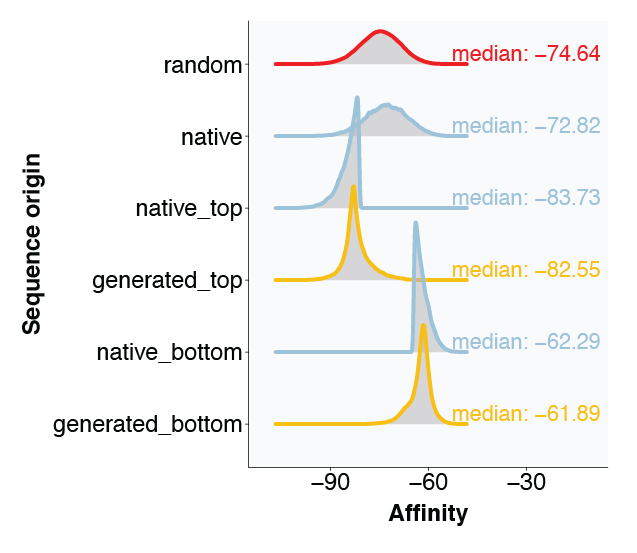 random
median: −74.64
native
median: −72.82
native_top
median: −83.73
generated_top
median: −82.55
native_bottom
median: −62.29
generated_bottom
median: −61.89
Sequence origin
−90
−60
−30
Affinity